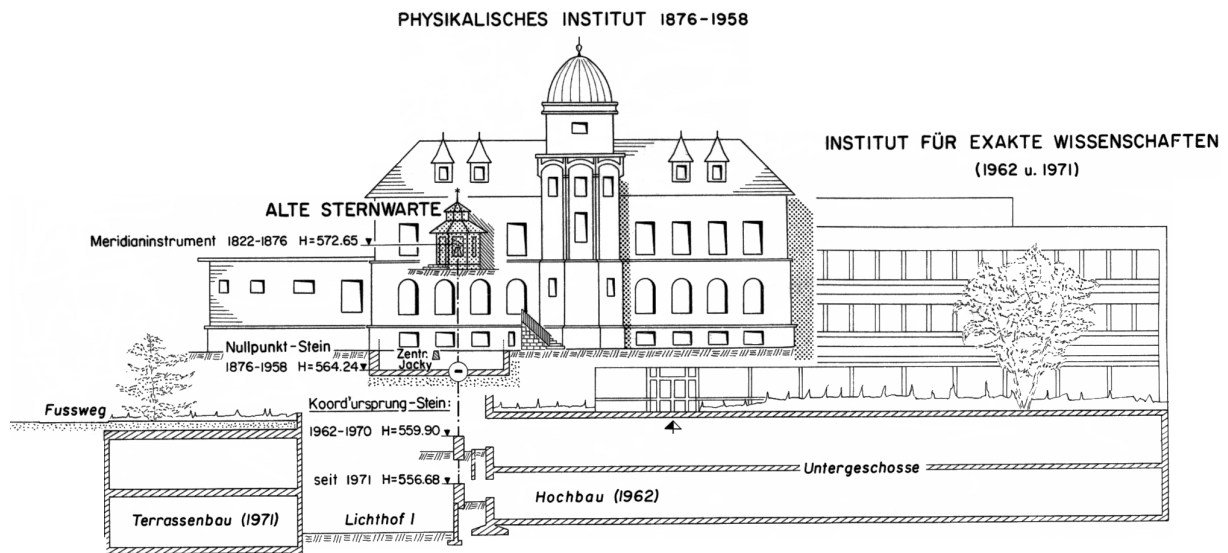 PHYSIKALISCHES INSTITUT 1876-1958
INSTITUT FÜR EXAKTE WISSENSCHAFTEN
(1962 u. 1971)
ALTE STERNWARTE
Meridianinstrument 1822-1876 H=572.65
Nullpunkt-Stein
1876-1958 H=564.24
Zentr.
Jacky
Fussweg
Koord'ursprung-Stein:
1962-1970 H=559.90
seit 1971 H=556.68
Untergeschosse
Hochbau (1962)
Terrassenbau (1971)
Lichthof I